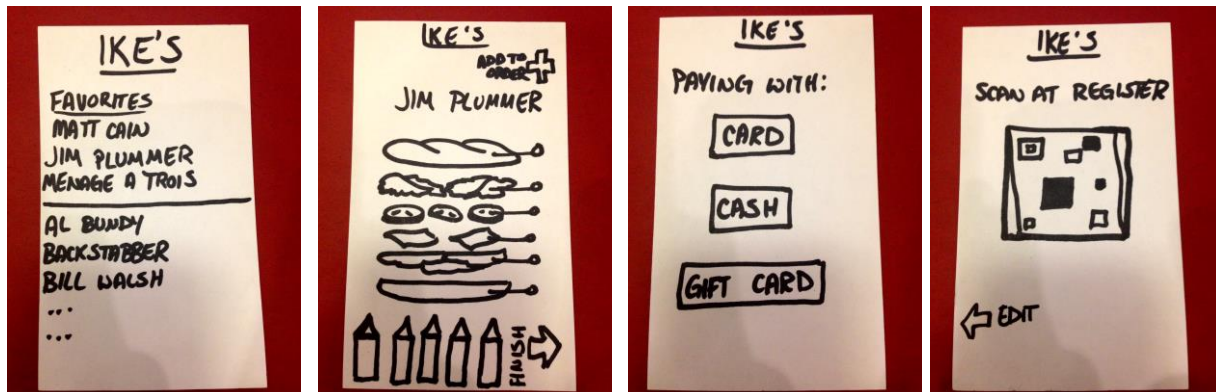 IKE'S
FAVORITES
MATT CAIN
JIM PLUMMER
MENAGE A TROIS
AL BUNDY
BACKSTABBER
BILL WALSH
...
...
IKE'S
ADD TO
ORDER
JIM PLUMMER
FINISH
IKE'S
PAYING WITH:
CARD
CASH
GIFT CARD
IKE'S
SCAN AT REGISTER
EDIT